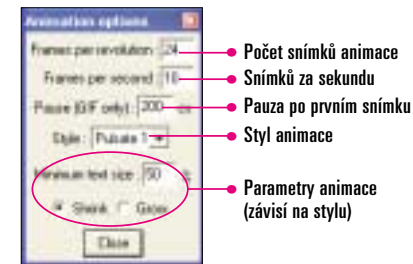 Animation options
Frames per revolution: 24 Počet snímků animace
Frames per second: 10 Snímků za sekundu
Pause (GIF only): 200 cs Pauza po prvním snímku
Style: Pulsate 1 Styl animace
Minimum text size: 50 % Parametry animace
(závisí na stylu)
Shrink Grow
Close